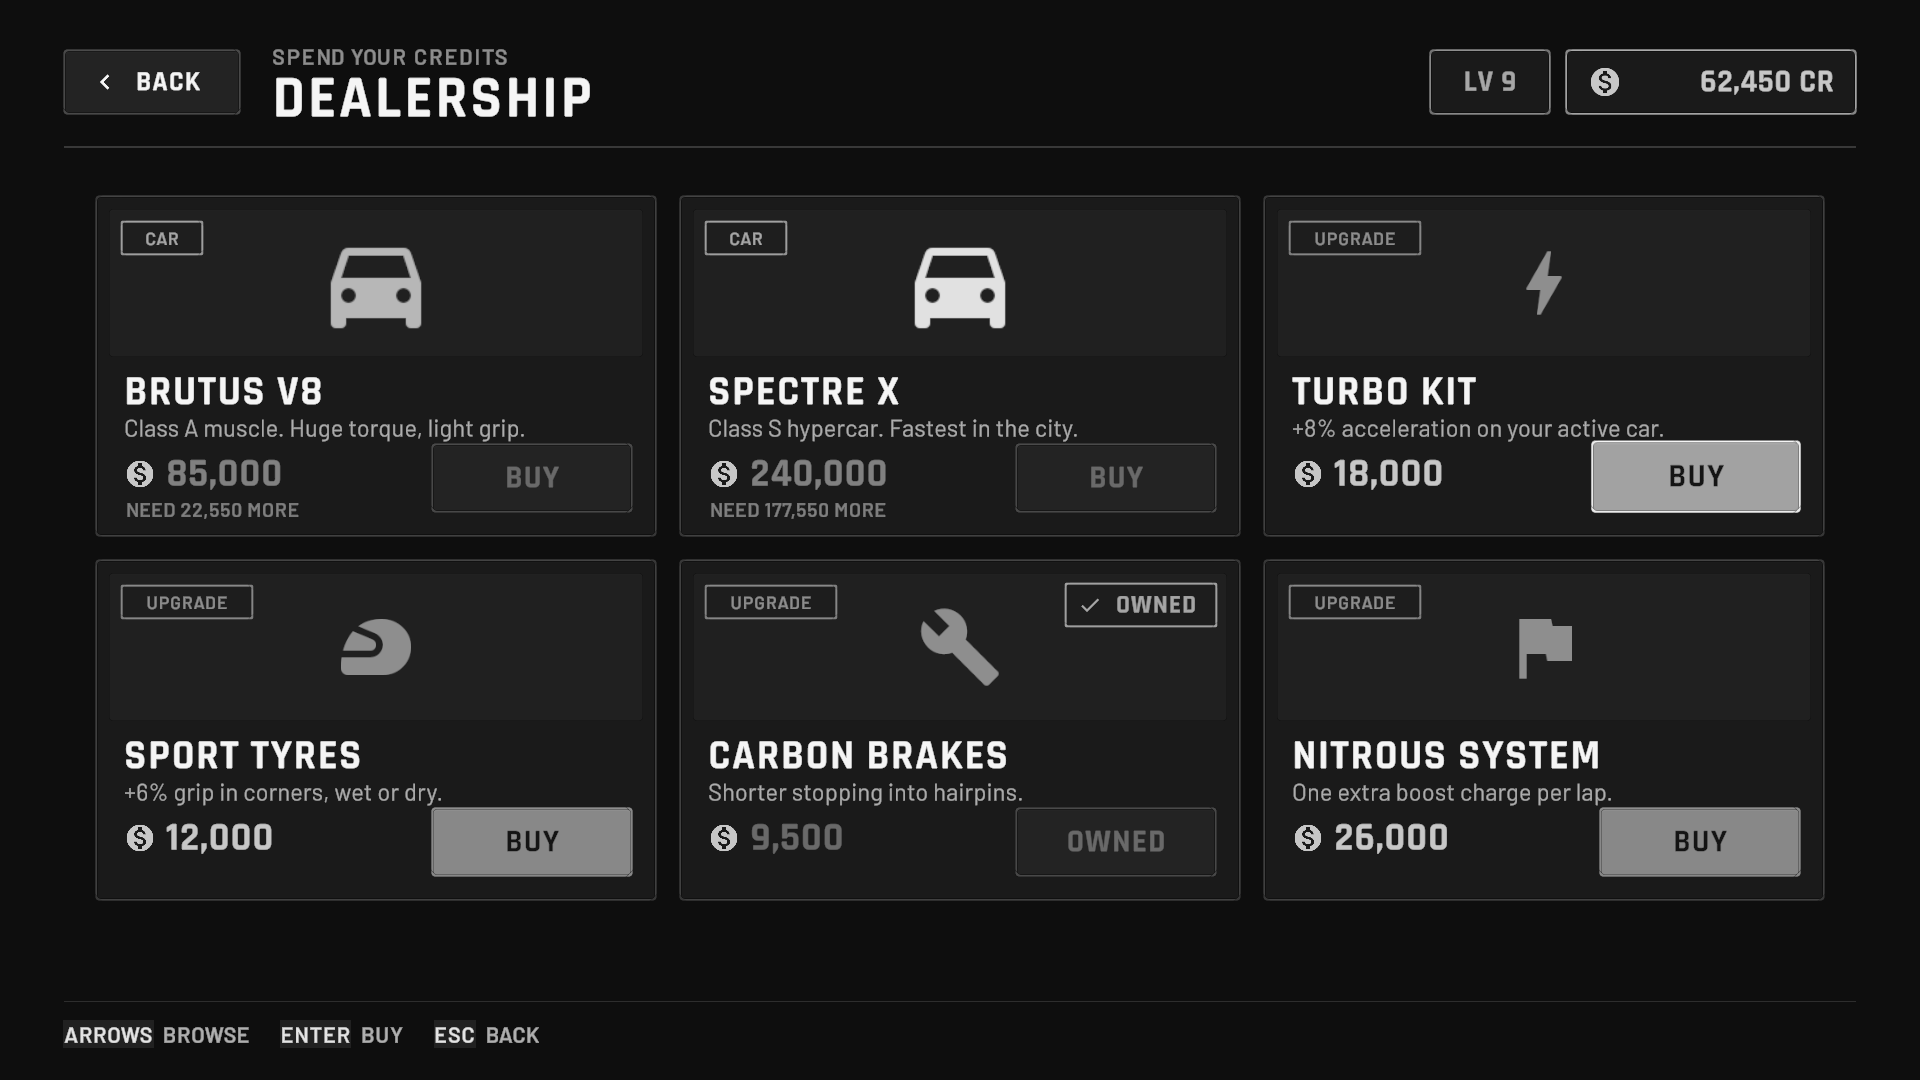 BACK
SPEND YOUR CREDITS
DEALERSHIP
LV 9
62,450 CR
CAR
BRUTUS V8
Class A muscle. Huge torque, light grip.
85,000
NEED 22,550 MORE
BUY
CAR
SPECTRE X
Class S hypercar. Fastest in the city.
240,000
NEED 177,550 MORE
BUY
UPGRADE
TURBO KIT
+8% acceleration on your active car.
18,000
BUY
UPGRADE
SPORT TYRES
+6% grip in corners, wet or dry.
12,000
BUY
UPGRADE
OWNED
CARBON BRAKES
Shorter stopping into hairpins.
9,500
OWNED
UPGRADE
NITROUS SYSTEM
One extra boost charge per lap.
26,000
BUY
ARROWS BROWSE ENTER BUY ESC BACK